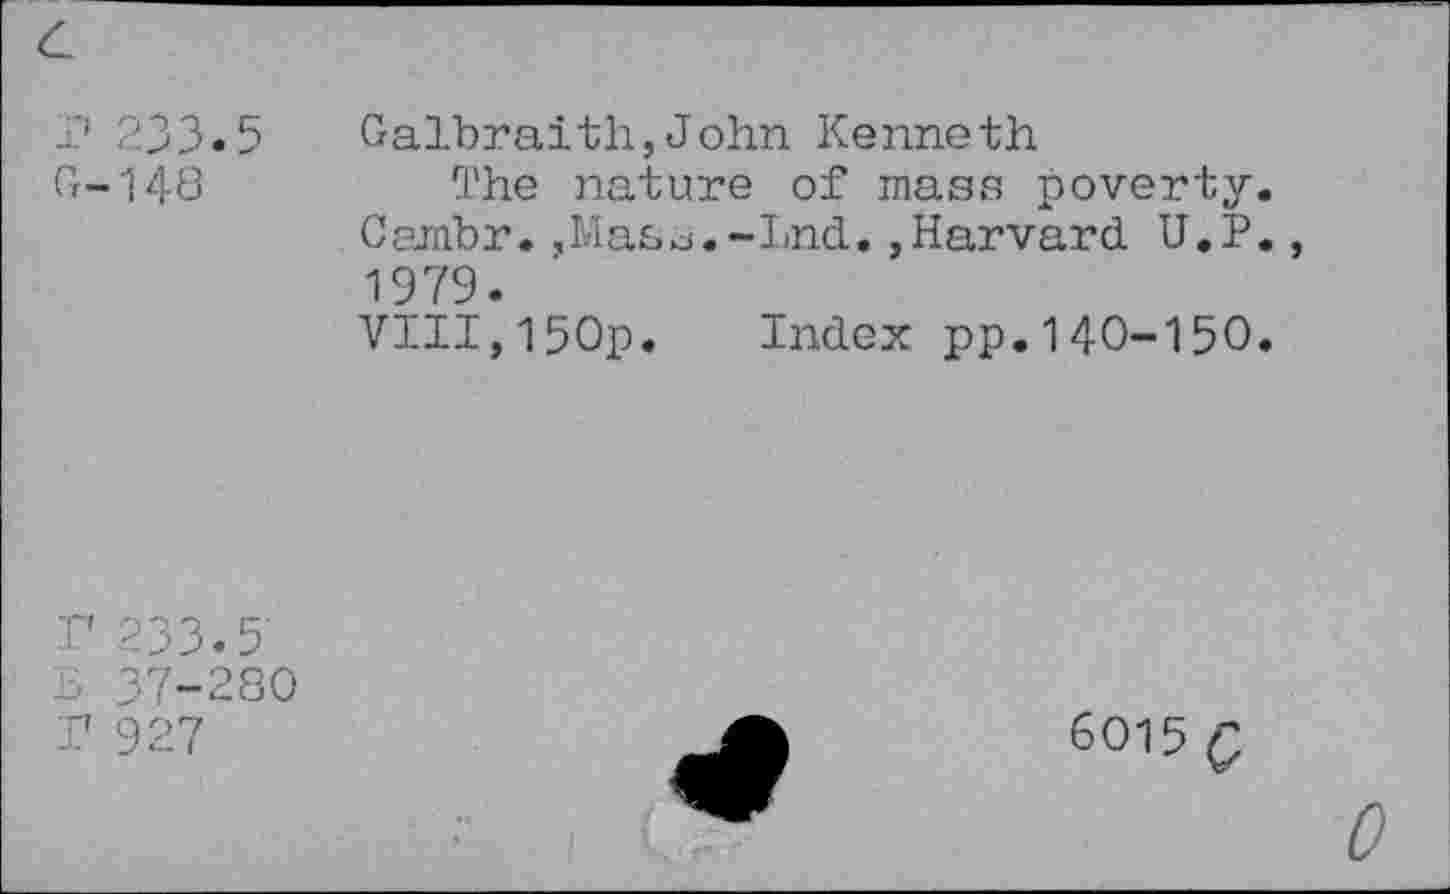 C
Г 233.5
G-148
Galbraith,John Kenneth
The nature of mass poverty.
Cambr.,Mass.-Lnd.,Harvard U.P.,
1979.
VIII,150p. Index pp.140-150.
Г 233.5
Б 37-280
Г 927
6015 C
O